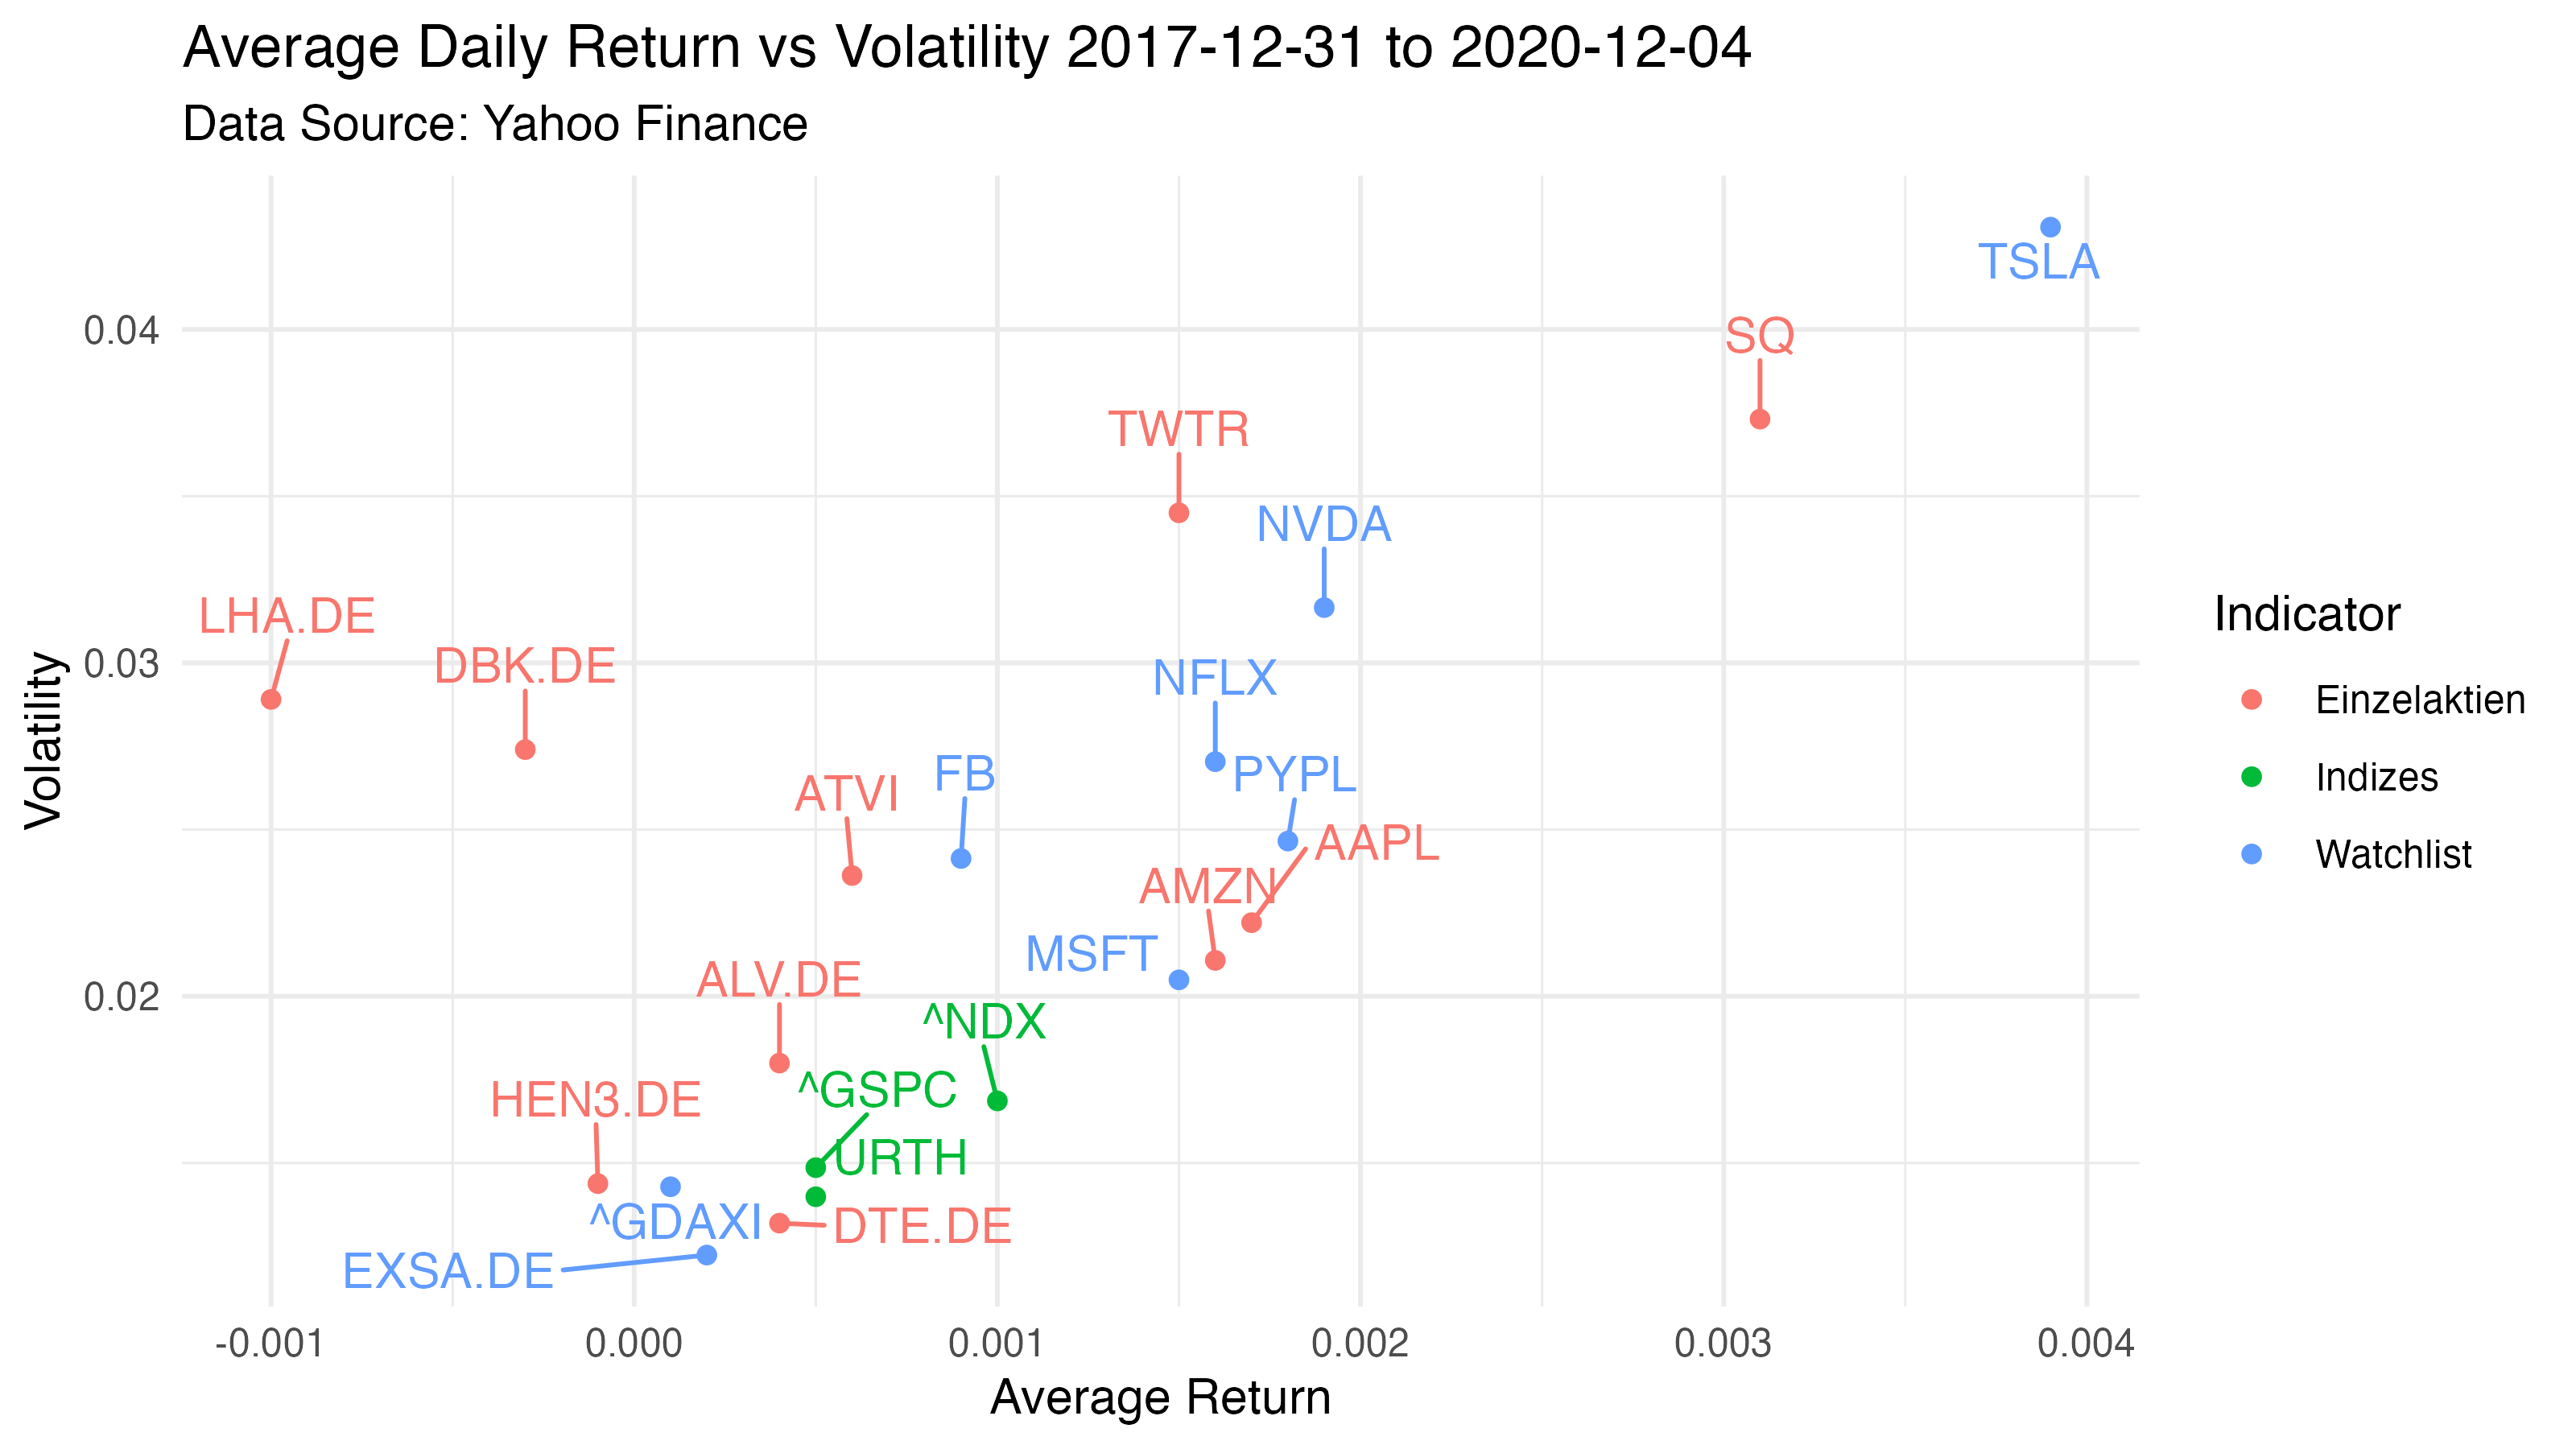 Average Daily Return vs Volatility 2017-12-31 to 2020-12-04
Data Source: Yahoo Finance
Volatility
0.04
0.03
0.02
TSLA
SQ
TWTR
NVDA
LHA.DE
DBK.DE
NFLX
FB
PYPL
ATVI
AAPL
AMZN
MSFT
ALV.DE
^NDX
^GSPC
HEN3.DE
URTH
^GDAXI
DTE.DE
EXSA.DE
-0.001
0.000
0.001
0.002
0.003
0.004
Average Return
Indicator
Einzelaktien
Indizes
Watchlist